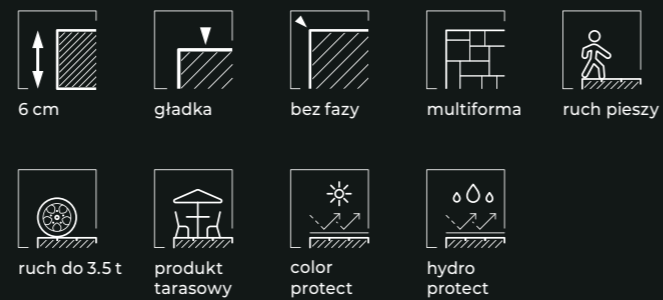 6 cm
gładka
bez fazy
multiforma
ruch pieszy
ruch do 3.5 t
produkt
tarasowy
color
protect
hydro
protect